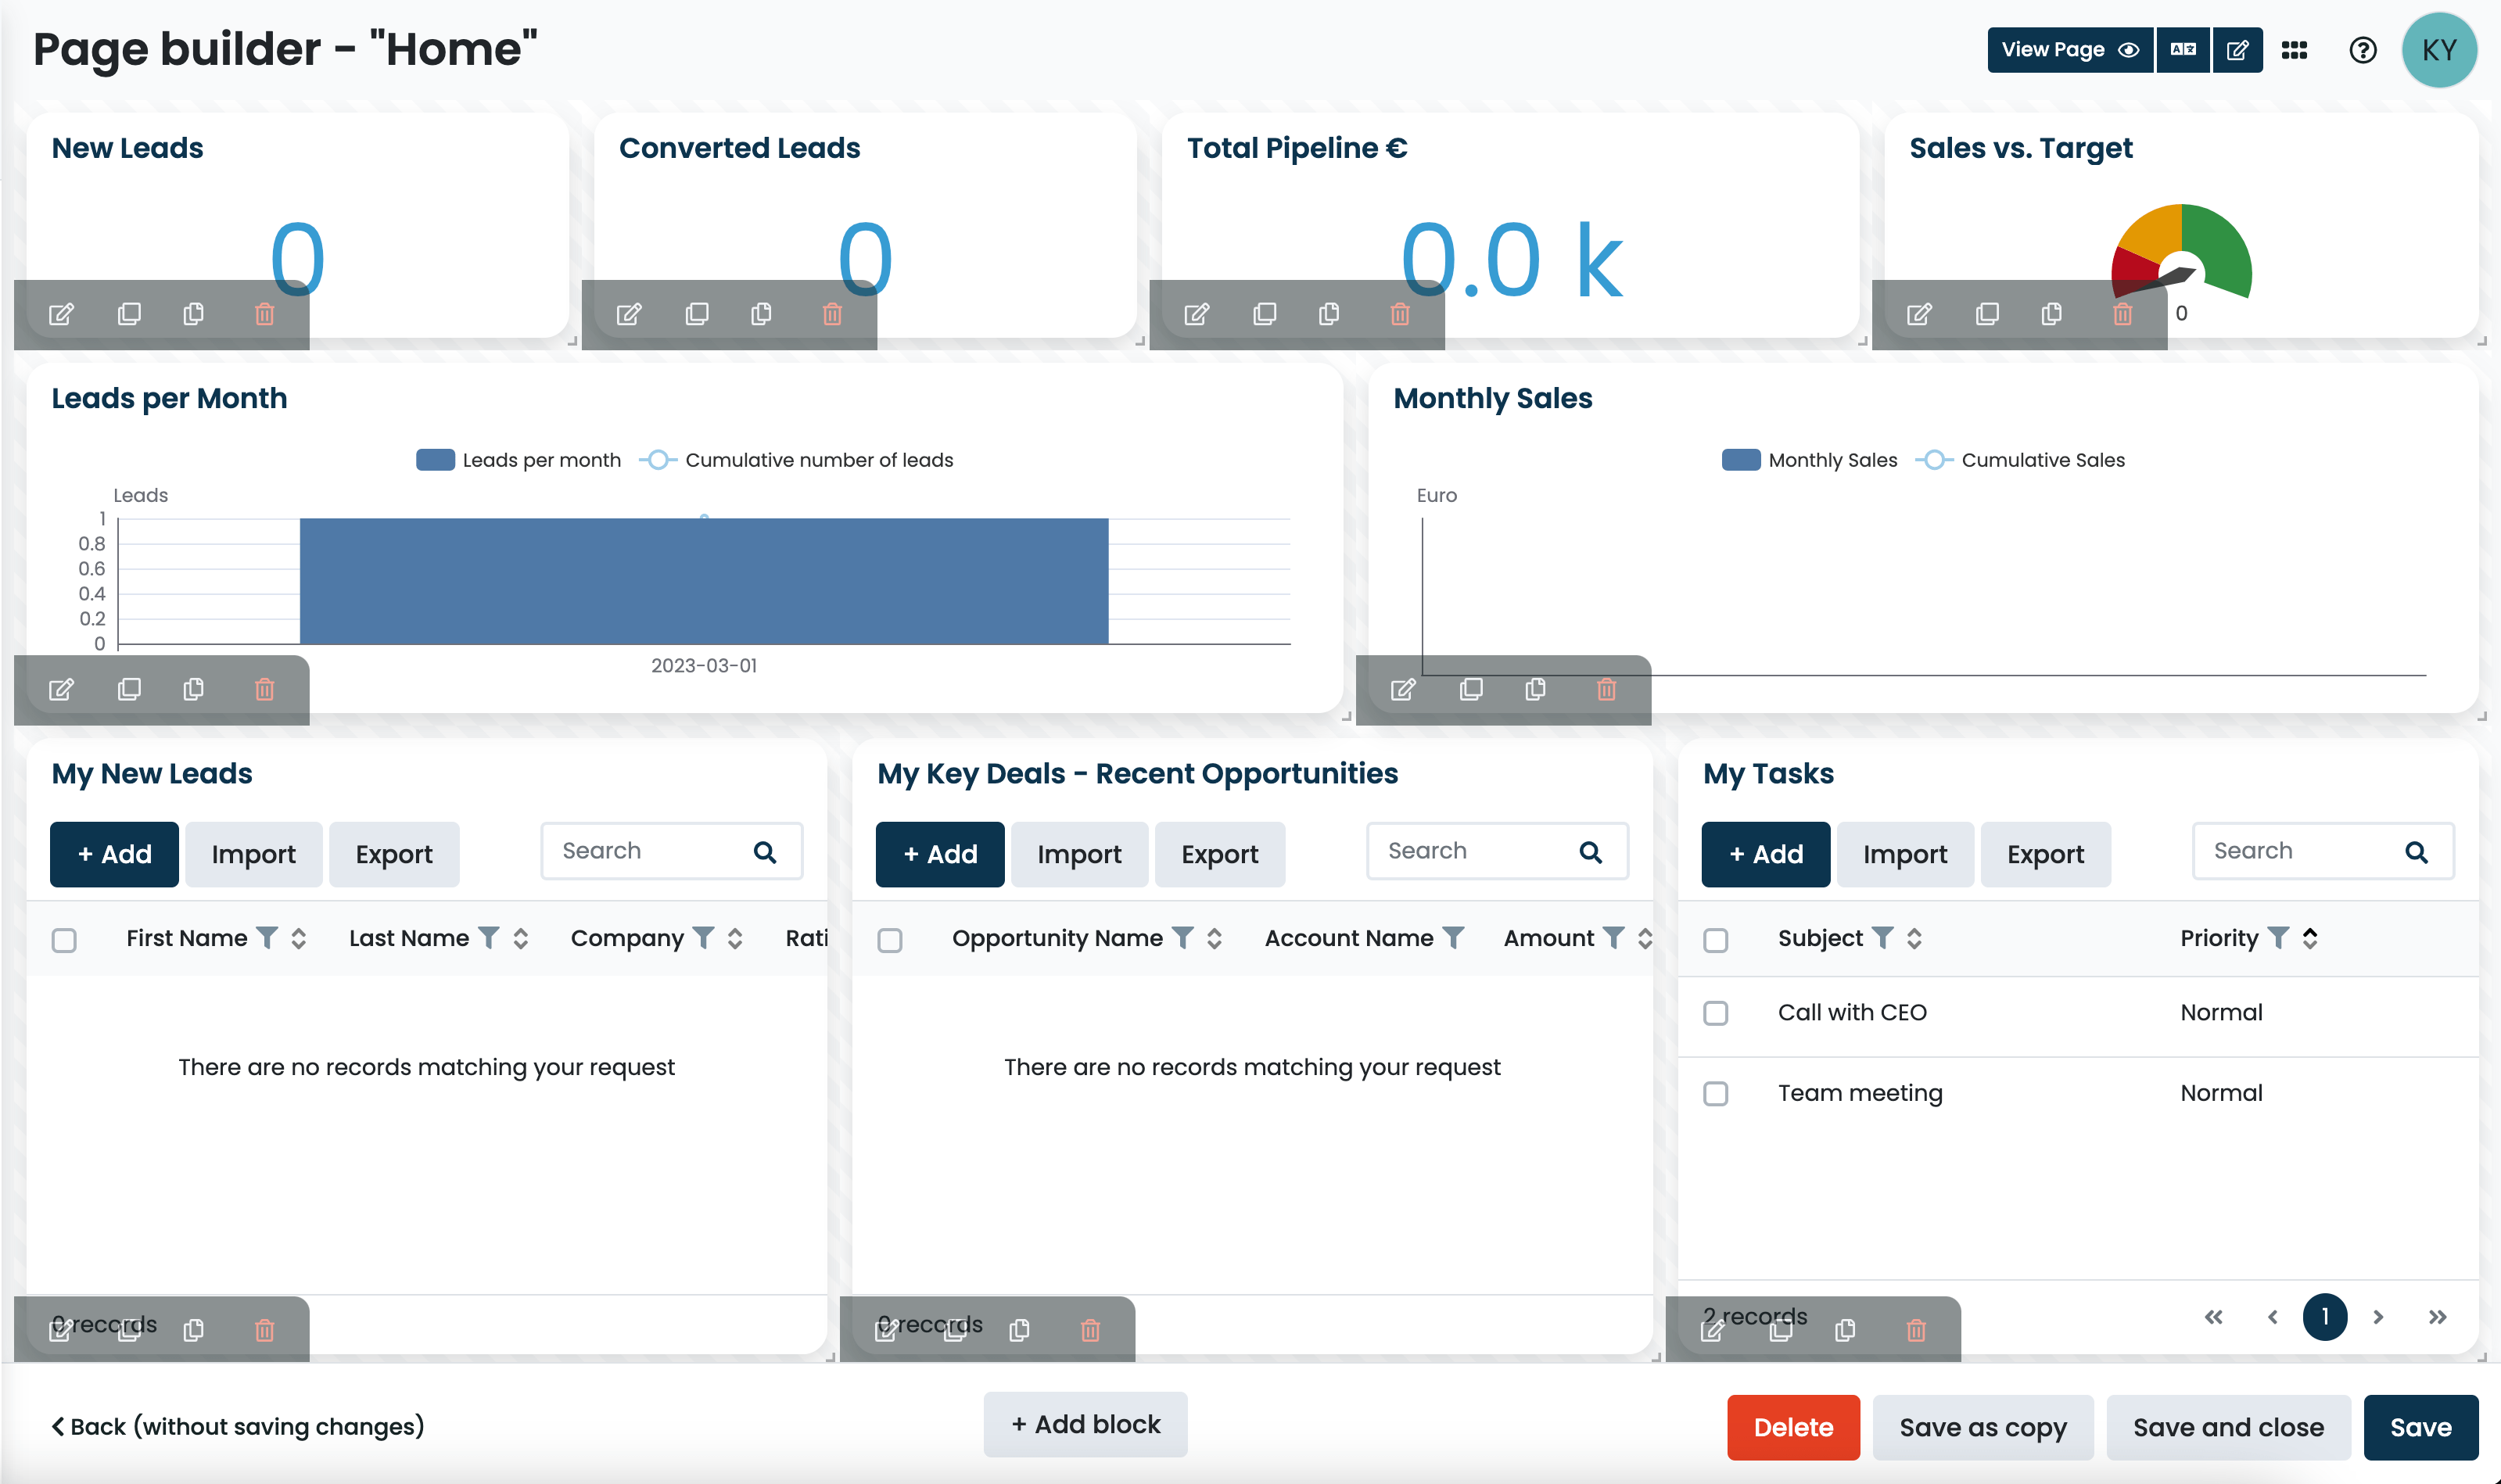 Page builder - "Home"
View Page
KY
New Leads
0
Converted Leads
0
Total Pipeline €
0.0 k
Sales vs. Target
0
Leads per Month
Leads per month
Cumulative number of leads
Leads
1
0.8
0.6
0.4
0.2
0
2023-03-01
Monthly Sales
Monthly Sales
Cumulative Sales
Euro
My New Leads
+ Add
Import
Export
Search
First Name
Last Name
Company
Rati
There are no records matching your request
0 records
My Key Deals - Recent Opportunities
+ Add
Import
Export
Search
Opportunity Name
Account Name
Amount
There are no records matching your request
0 records
My Tasks
+ Add
Import
Export
Search
Subject
Priority
Call with CEO
Normal
Team meeting
Normal
2 records
« ‹ 1 › »
Back (without saving changes)
+ Add block
Delete
Save as copy
Save and close
Save